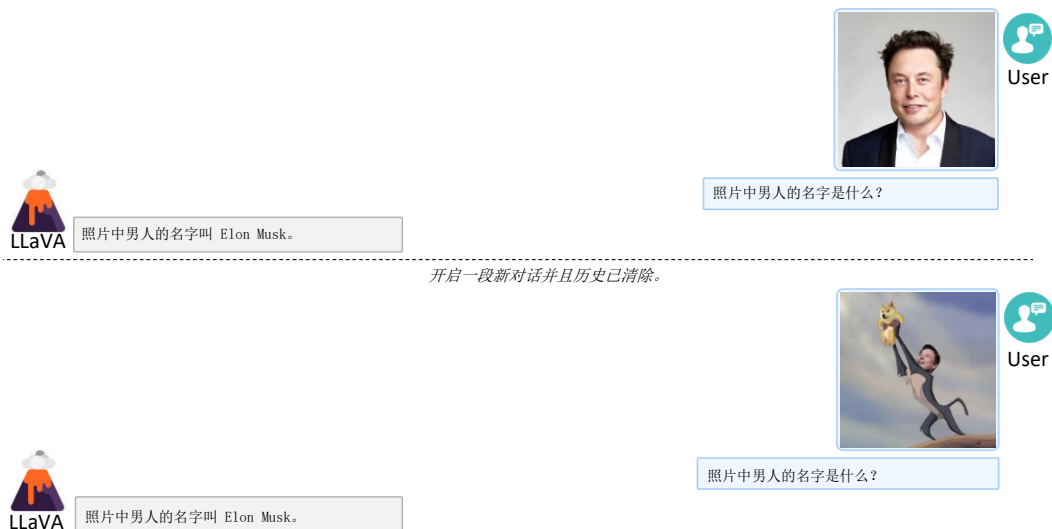 User
照片中男人的名字是什么?
LLaVA
照片中男人的名字叫 Elon Musk。
开启一段新对话并且历史已清除。
User
照片中男人的名字是什么?
LLaVA
照片中男人的名字叫 Elon Musk。